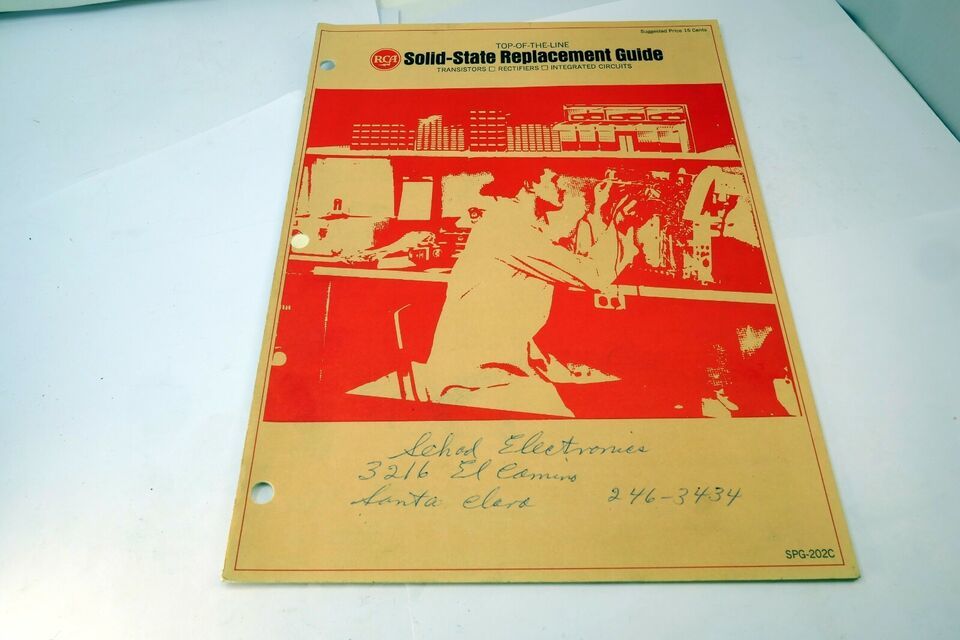 Suggested Price 15 Cents
TOP-OF-THE-LINE
RCA Solid-State Replacement Guide
TRANSISTORS □ RECTIFIERS □ INTEGRATED CIRCUITS
Schad Electronics
3216 El Camino
Santa Clara 246-3434
SPG-202C